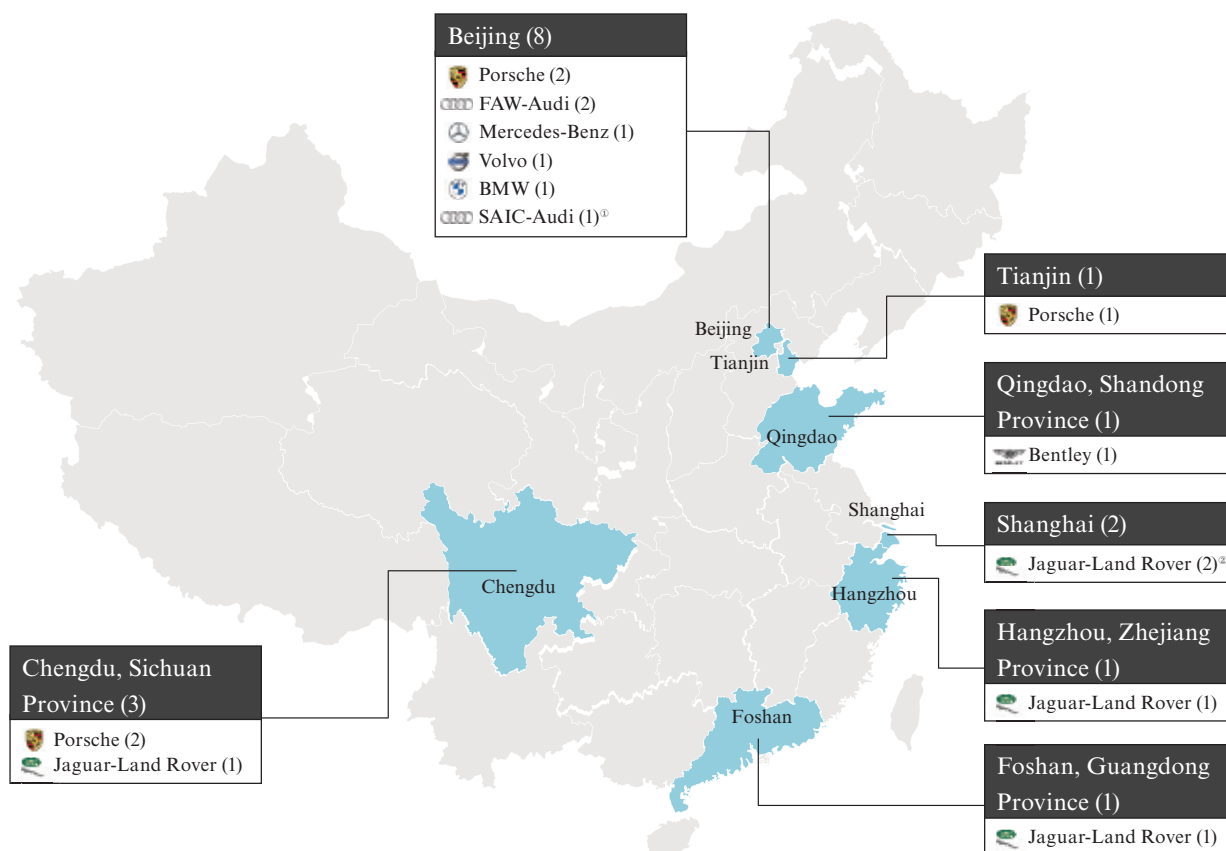 Beijing (8)
Porsche (2)
FAW-Audi (2)
Mercedes-Benz (1)
Volvo (1)
BMW (1)
SAIC-Audi (1)①
Tianjin (1)
Porsche (1)
Beijing
Tianjin
Qingdao, Shandong
Province (1)
Bentley (1)
Qingdao
Shanghai
Shanghai (2)
Jaguar-Land Rover (2)②
Chengdu
Hangzhou
Hangzhou, Zhejiang
Province (1)
Jaguar-Land Rover (1)
Chengdu, Sichuan
Province (3)
Porsche (2)
Jaguar-Land Rover (1)
Foshan
Foshan, Guangdong
Province (1)
Jaguar-Land Rover (1)